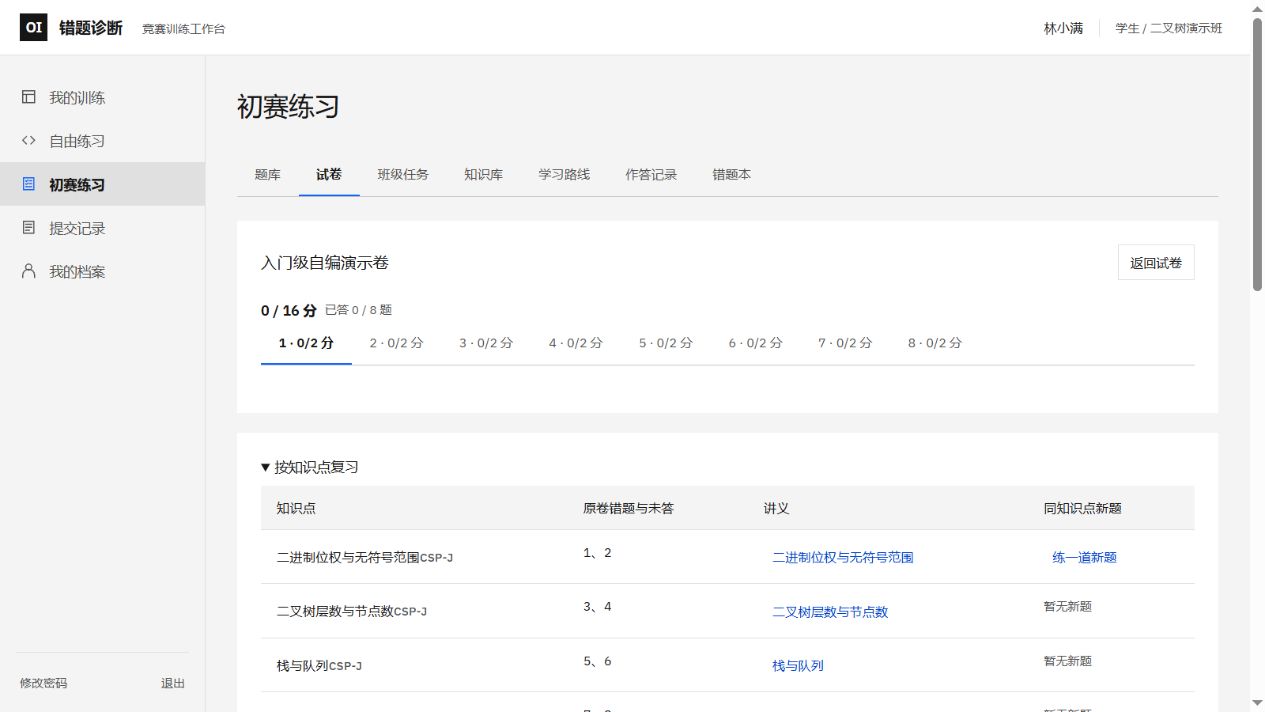 OI 错题诊断 竞赛训练工作台 林小满 学生 / 二叉树演示班
我的训练
自由练习
初赛练习
提交记录
我的档案
修改密码 退出
初赛练习
题库 试卷 班级任务 知识库 学习路线 作答记录 错题本
入门级自编演示卷 返回试卷
0 / 16 分 已答 0 / 8 题
1 · 0/2 分 2 · 0/2 分 3 · 0/2 分 4 · 0/2 分 5 · 0/2 分 6 · 0/2 分 7 · 0/2 分 8 · 0/2 分
▼ 按知识点复习
知识点 原卷错题与未答 讲义 同知识点新题
二进制位权与无符号范围CSP-J 1、2 二进制位权与无符号范围 练一道新题
二叉树层数与节点数CSP-J 3、4 二叉树层数与节点数 暂无新题
栈与队列CSP-J 5、6 栈与队列 暂无新题